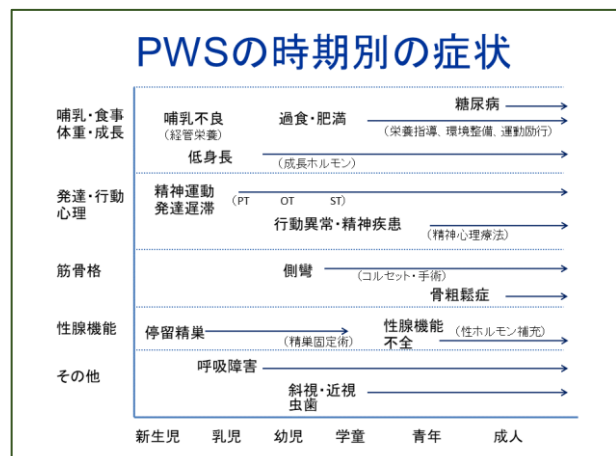 PWSの時期別の症状
哺乳・食事
体重・成長
哺乳不良
(経管栄養)
過食・肥満
糖尿病
(栄養指導、環境整備、運動励行)
低身長
(成長ホルモン)
発達・行動
心理
精神運動
発達遅滞
(PT OT ST)
行動異常・精神疾患
(精神心理療法)
筋骨格
側彎
(コルセット・手術)
骨粗鬆症
性腺機能
停留精巣
(精巣固定術)
性腺機能
不全
(性ホルモン補充)
その他
呼吸障害
斜視・近視
虫歯
新生児 乳児 幼児 学童 青年 成人